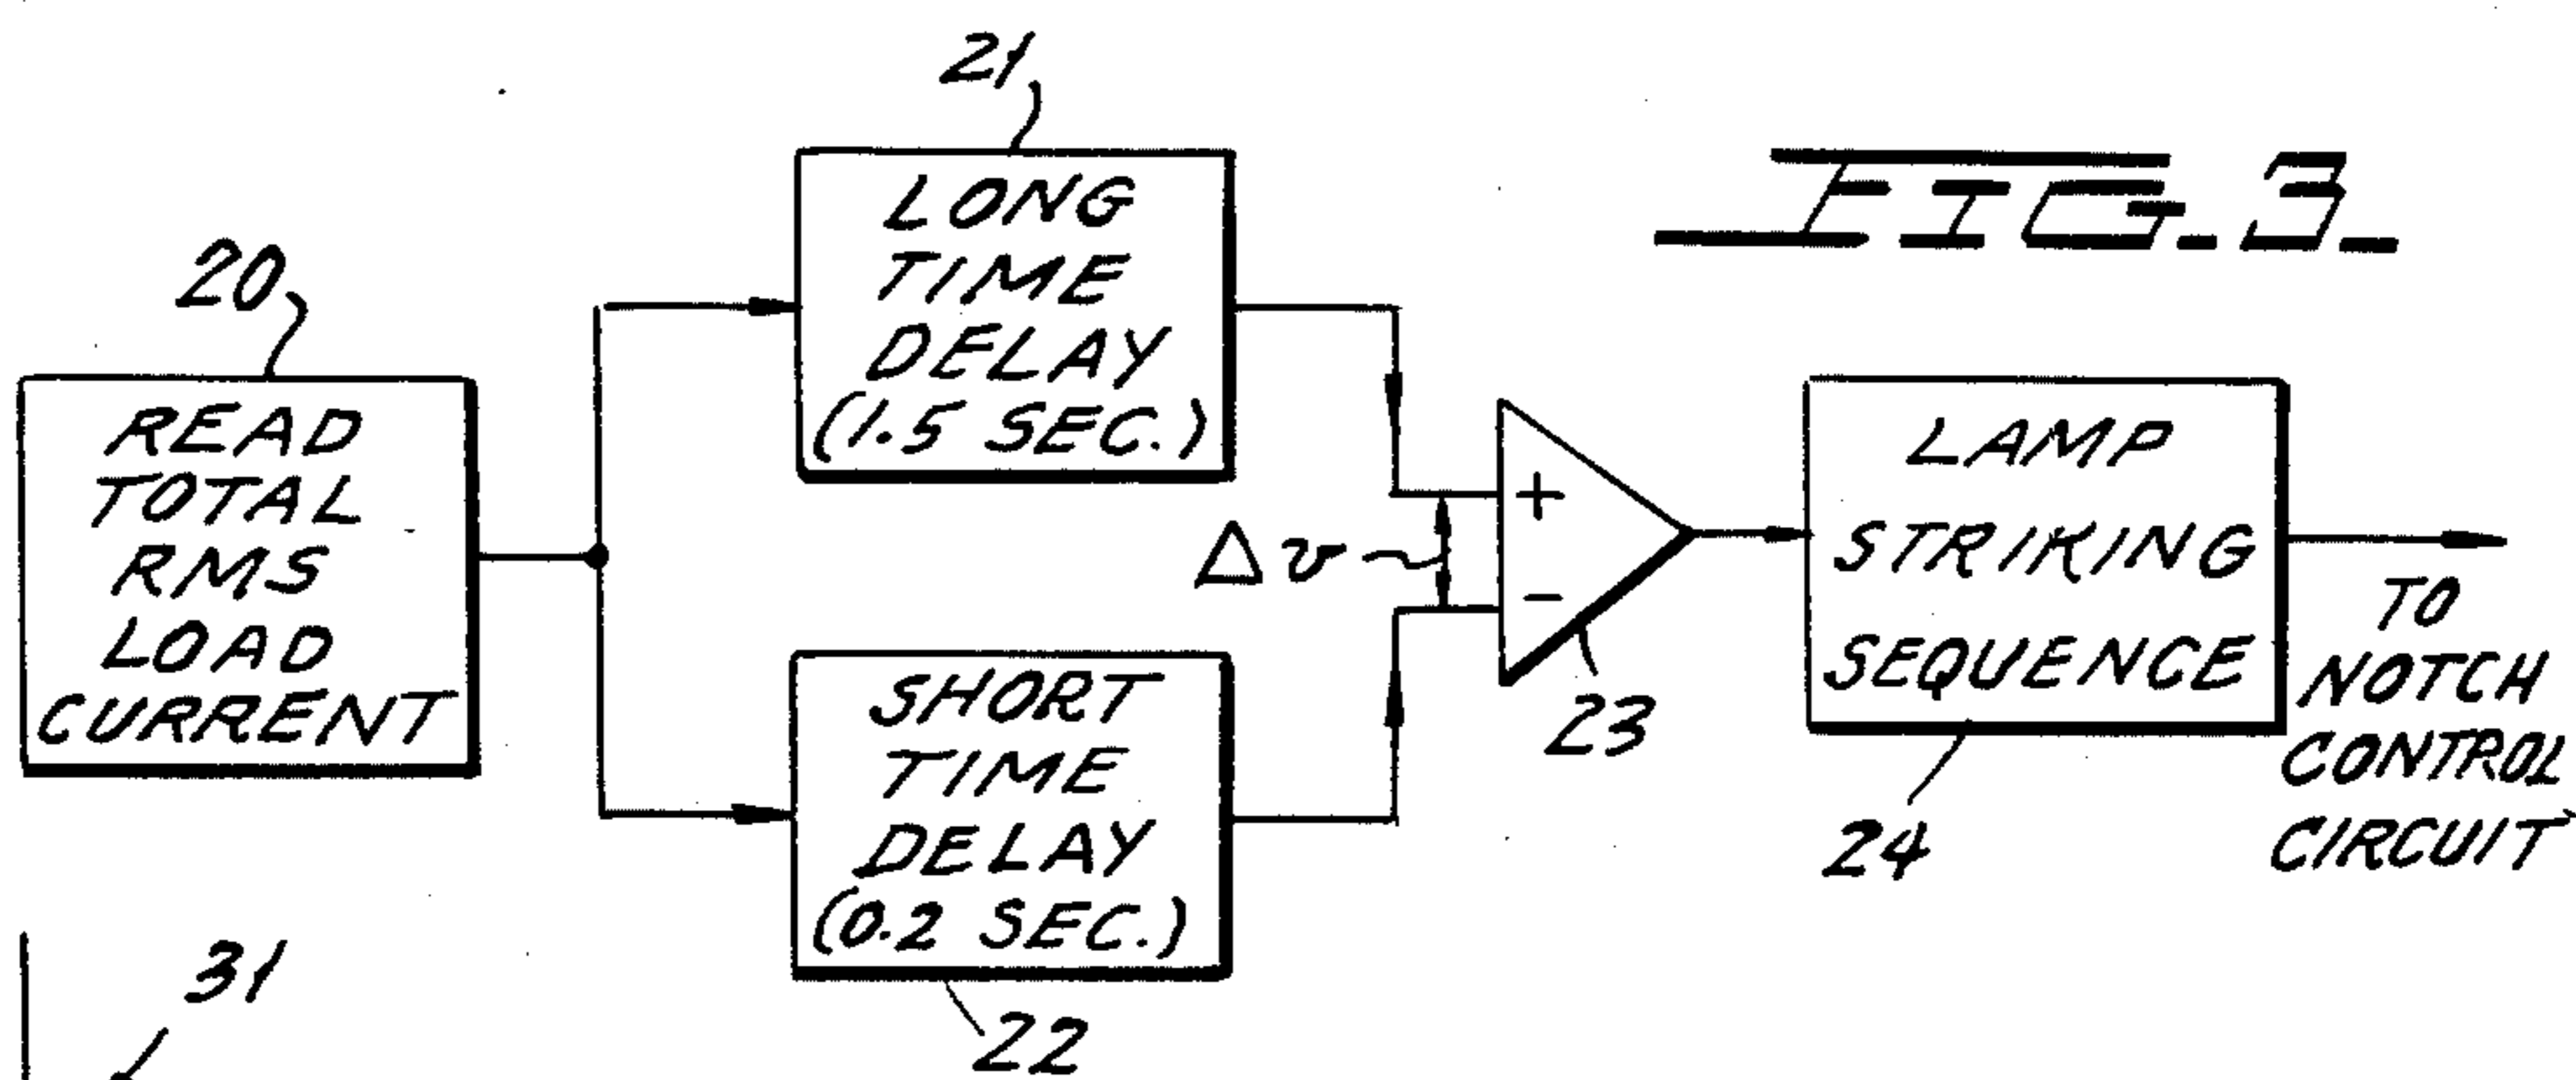 21
FIG. 3
20
LONG
TIME
DELAY
(1.5 SEC.)
READ
TOTAL
RMS
LOAD
CURRENT
+
Δv
−
LAMP
STRIKING
SEQUENCE
TO
NOTCH
CONTROL
CIRCUIT
23
24
SHORT
TIME
DELAY
(0.2 SEC.)
22
31